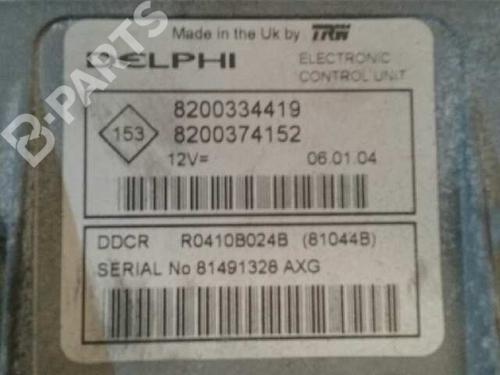 Made in the Uk by TRW
DELPHI
ELECTRONIC
CONTROL UNIT
8200334419
153
8200374152
12V= 06.01.04
DDCR R0410B024B (81044B)
SERIAL No 81491328 AXG
B-PARTS